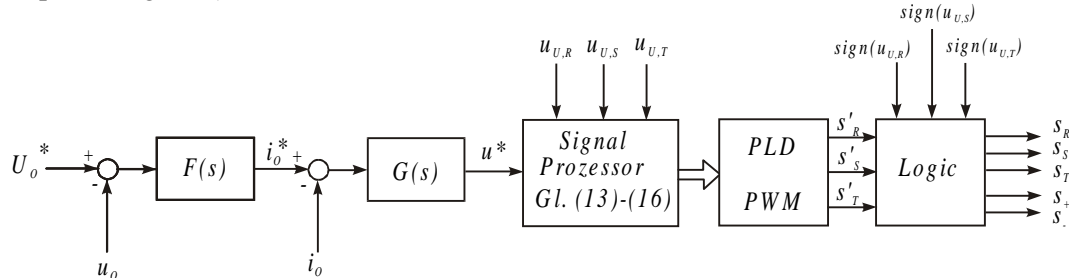 sign(u_{U,S})
u_{U,R} u_{U,S} u_{U,T}
sign(u_{U,R}) sign(u_{U,T})
U_o* + - F(s) i_o* + - G(s) u*
Signal
Prozessor
Gl. (13)-(16)
PLD
PWM
s'_R
s'_S
s'_T
Logic
s_R
s_S
s_T
s_+
s_-
u_o
i_o